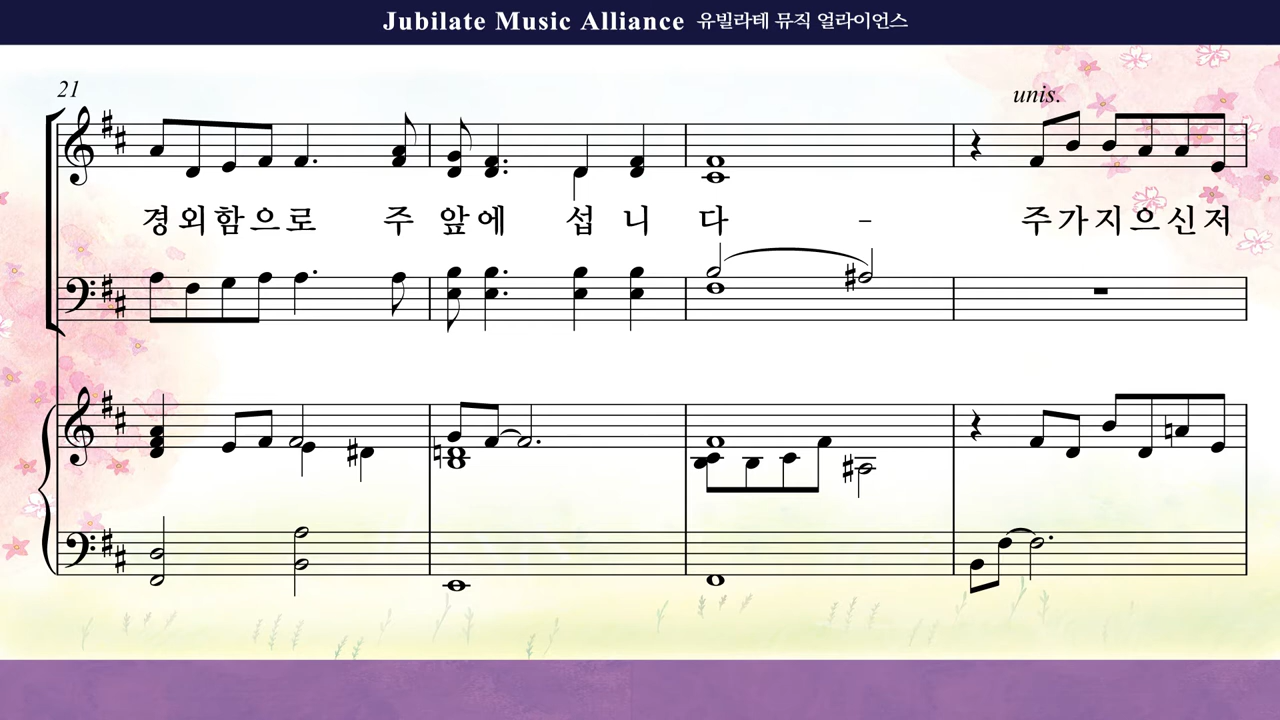 Jubilate Music Alliance 유빌라테 뮤직 얼라이언스
21
unis.
경외함으로 주 앞에 섭 니 다 - 주가지으신저